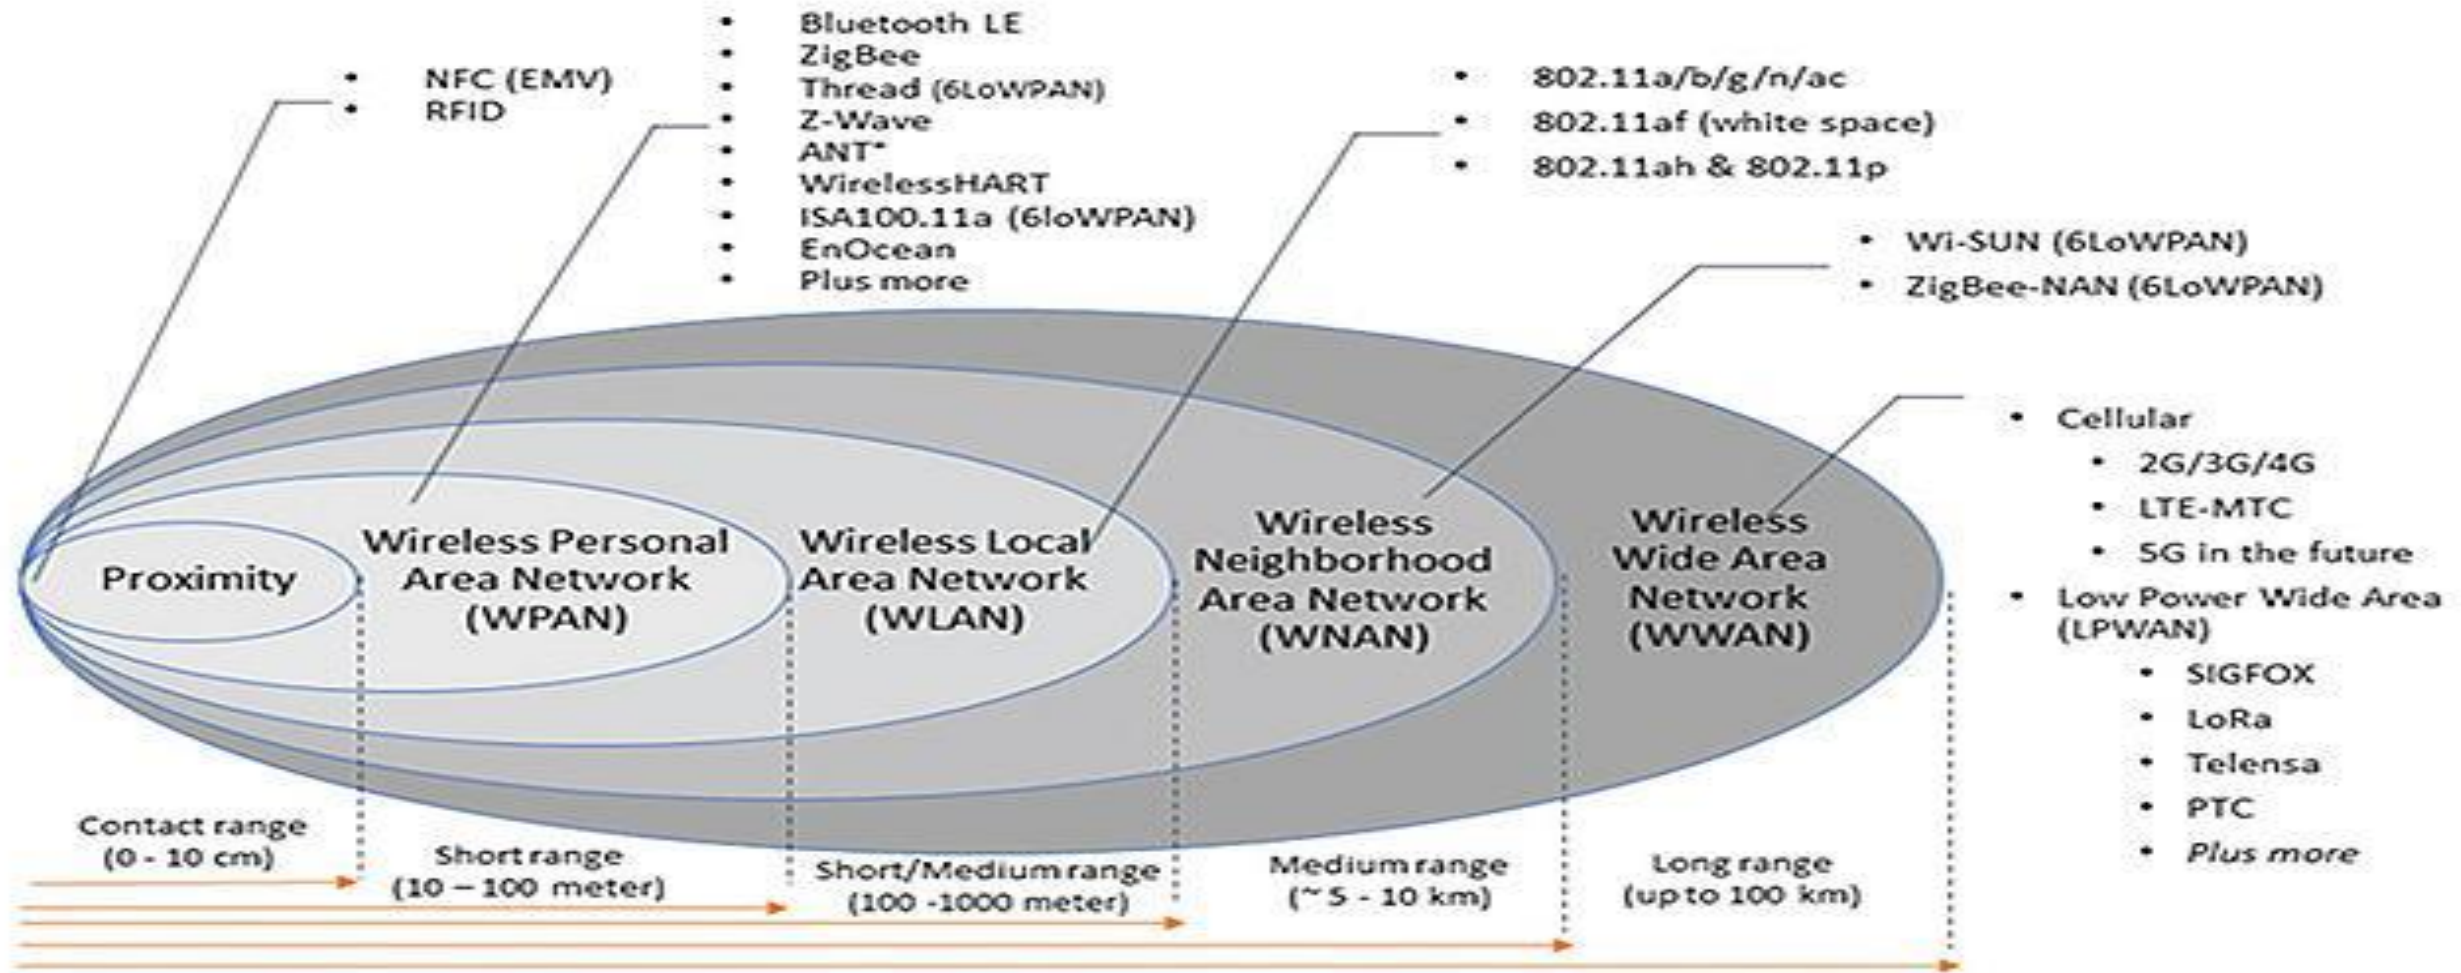 • NFC (EMV)
• RFID
• Bluetooth LE
• ZigBee
• Thread (6LoWPAN)
• Z-Wave
• ANT*
• WirelessHART
• ISA100.11a (6loWPAN)
• EnOcean
• Plus more
• 802.11a/b/g/n/ac
• 802.11af (white space)
• 802.11ah & 802.11p
• Wi-SUN (6LoWPAN)
• ZigBee-NAN (6LoWPAN)
• Cellular
• 2G/3G/4G
• LTE-MTC
• 5G in the future
• Low Power Wide Area
(LPWAN)
• SIGFOX
• LoRa
• Telensa
• PTC
• Plus more
Proximity
Wireless Personal
Area Network
(WPAN)
Wireless Local
Area Network
(WLAN)
Wireless
Neighborhood
Area Network
(WNAN)
Wireless
Wide Area
Network
(WWAN)
Contact range
(0 - 10 cm)
Short range
(10 – 100 meter)
Short/Medium range
(100 -1000 meter)
Medium range
(~ 5 - 10 km)
Long range
(up to 100 km)